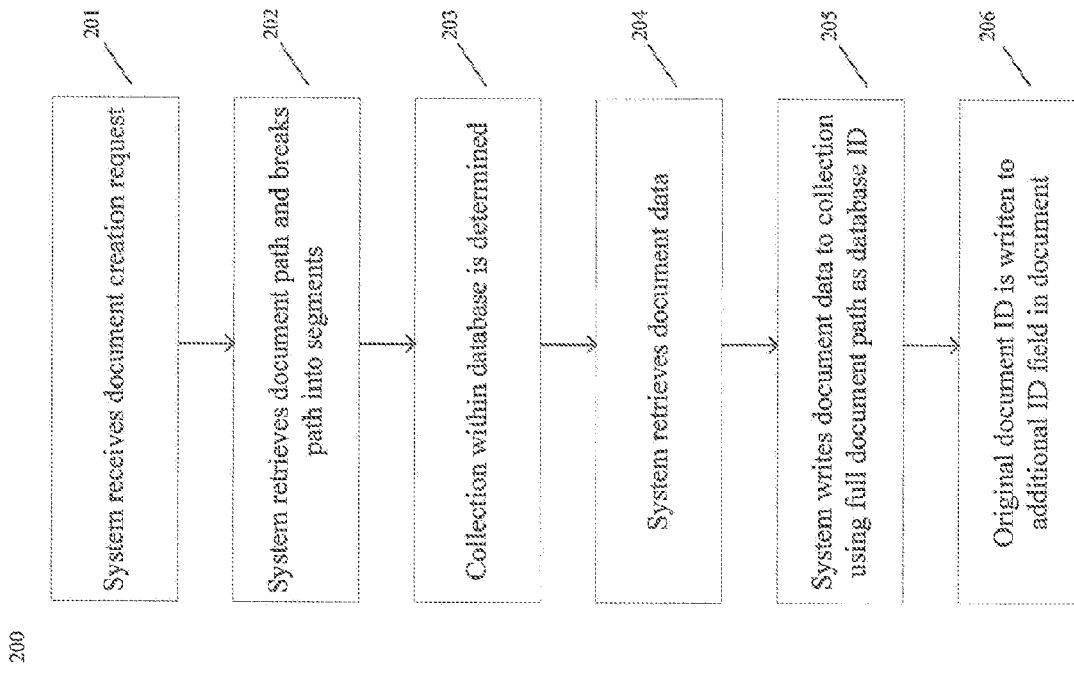 200
System receives document creation request
201
System retrieves document path and breaks
path into segments
202
Collection within database is determined
203
System retrieves document data
204
System writes document data to collection
using full document path as database ID
205
Original document ID is written to
additional ID field in document
206